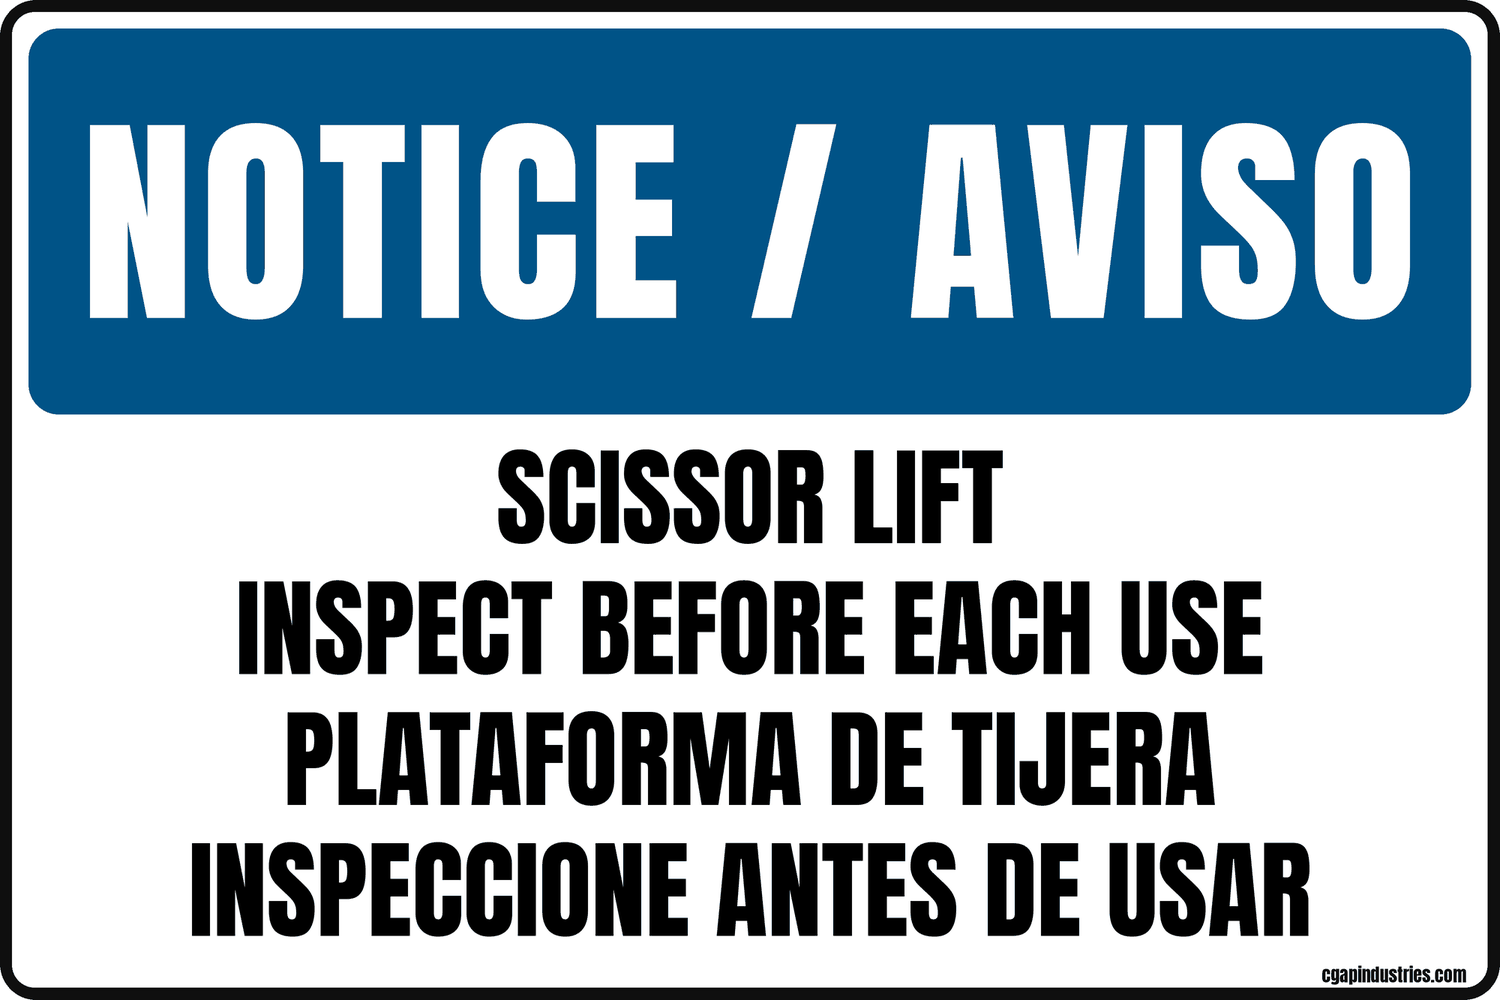 NOTICE / AVISO
SCISSOR LIFT
INSPECT BEFORE EACH USE
PLATAFORMA DE TIJERA
INSPECCIONE ANTES DE USAR
cgapindustries.com